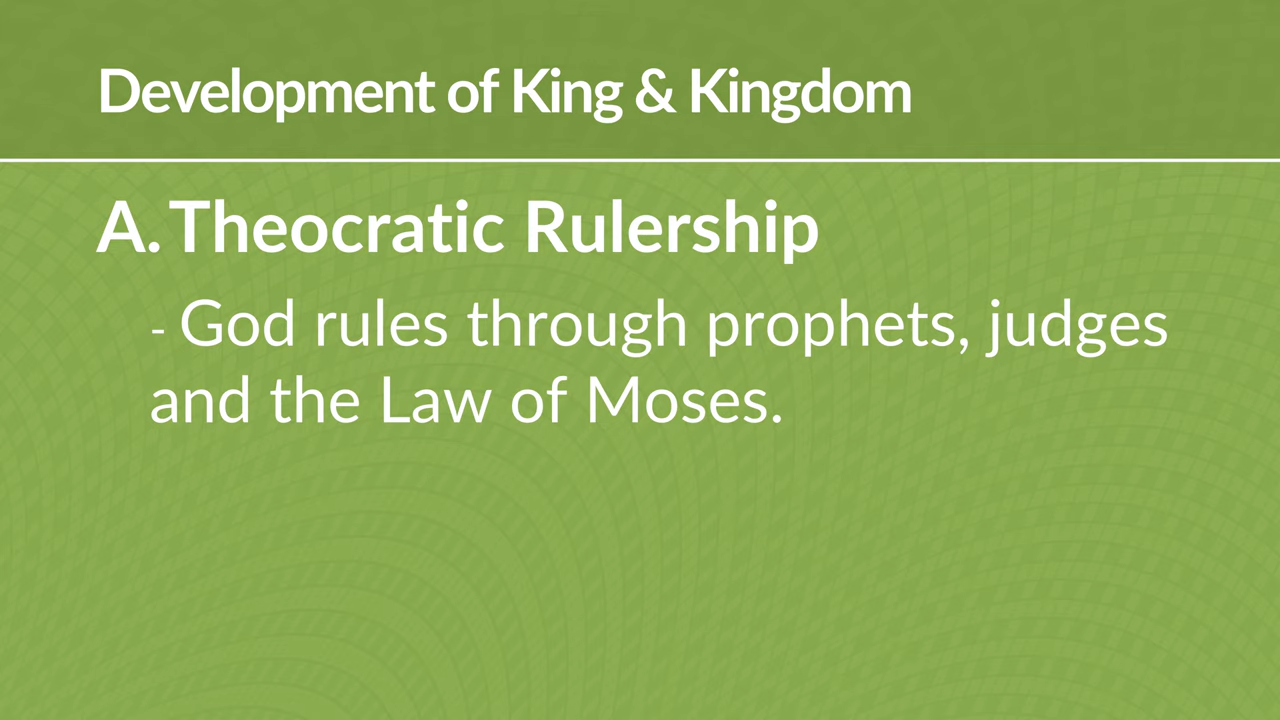 Development of King & Kingdom
A. Theocratic Rulership
- God rules through prophets, judges
and the Law of Moses.